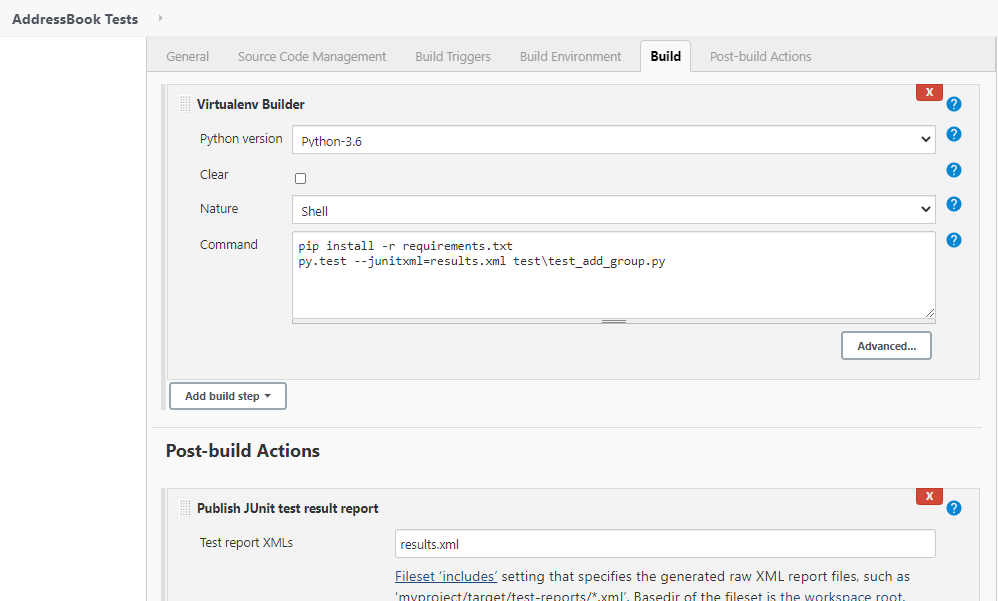 AddressBook Tests
General Source Code Management Build Triggers Build Environment Build Post-build Actions
X
Virtualenv Builder ?
Python version Python-3.6 ?
Clear ?
Nature Shell ?
Command ?
pip install -r requirements.txt
py.test --junitxml=results.xml test\test_add_group.py
Advanced...
Add build step
Post-build Actions
X
Publish JUnit test result report ?
Test report XMLs results.xml
Fileset ‘includes’ setting that specifies the generated raw XML report files, such as
‘myproject/target/test-reports/*.xml’. Basedir of the fileset is the workspace root.